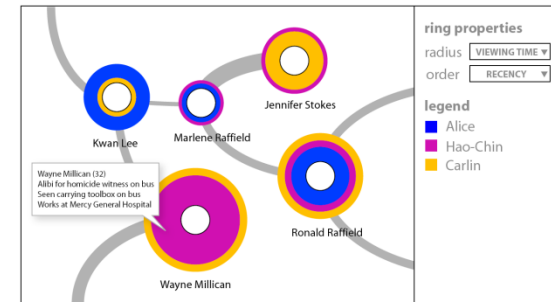 Kwan Lee
Marlene Raffield
Jennifer Stokes
Wayne Millican (32)
Alibi for homicide witness on bus
Seen carrying toolbox on bus
Works at Mercy General Hospital
Ronald Raffield
Wayne Millican
ring properties
radius VIEWING TIME
order RECENCY
legend
Alice
Hao-Chin
Carlin